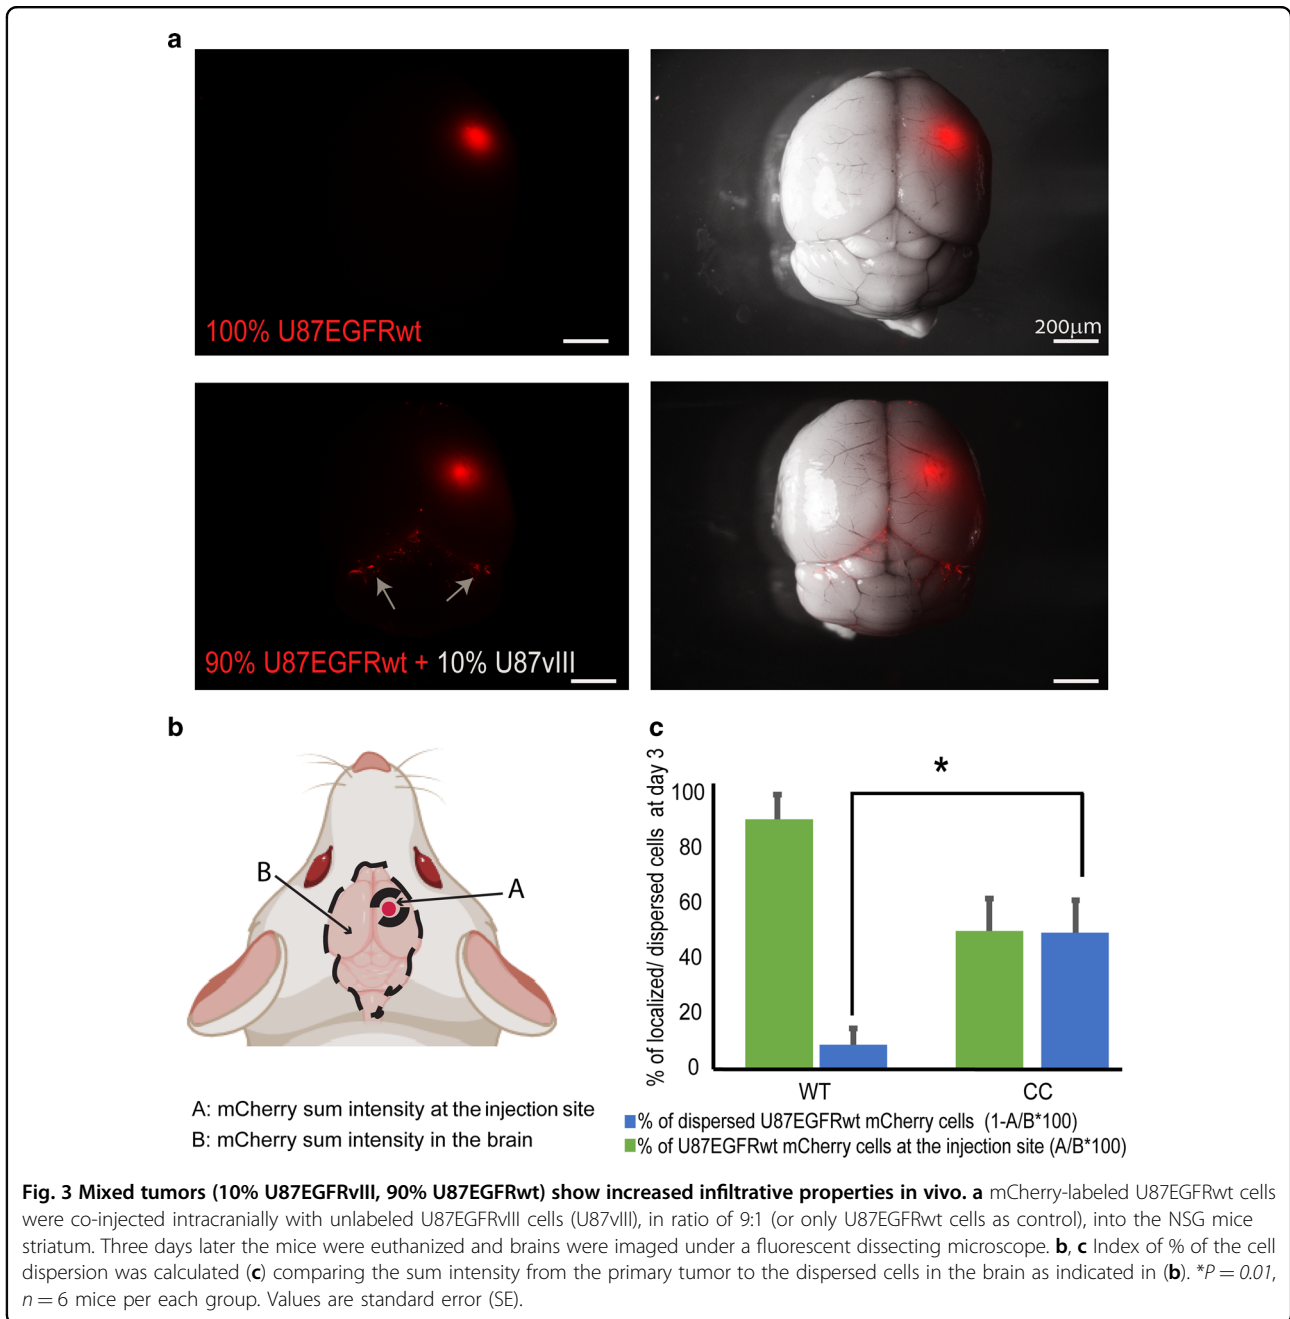 a
100% U87EGFRwt
200µm
90% U87EGFRwt + 10% U87vIII
b
B
A
A: mCherry sum intensity at the injection site
B: mCherry sum intensity in the brain
c
% of localized/ dispersed cells at day 3
100
80
60
40
20
0
*
WT
CC
% of dispersed U87EGFRwt mCherry cells (1-A/B*100)
% of U87EGFRwt mCherry cells at the injection site (A/B*100)
Fig. 3 Mixed tumors (10% U87EGFRvIII, 90% U87EGFRwt) show increased infiltrative properties in vivo. a mCherry-labeled U87EGFRwt cells
were co-injected intracranially with unlabeled U87EGFRvIII cells (U87vIII), in ratio of 9:1 (or only U87EGFRwt cells as control), into the NSG mice
striatum. Three days later the mice were euthanized and brains were imaged under a fluorescent dissecting microscope. b, c Index of % of the cell
dispersion was calculated (c) comparing the sum intensity from the primary tumor to the dispersed cells in the brain as indicated in (b). *P = 0.01,
n = 6 mice per each group. Values are standard error (SE).